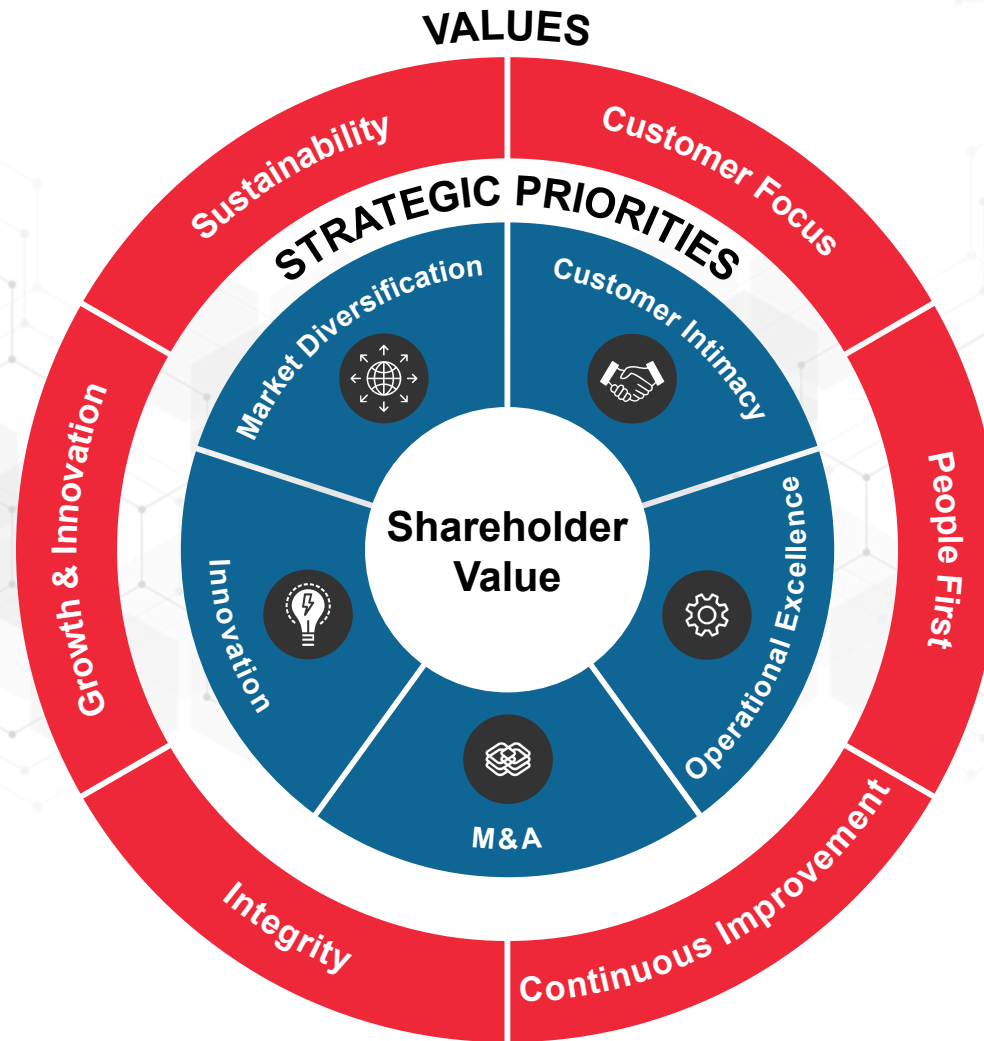 VALUES
Sustainability
Customer Focus
People First
Continuous Improvement
Integrity
Growth & Innovation
STRATEGIC PRIORITIES
Market Diversification
Customer Intimacy
Operational Excellence
M&A
Innovation
Shareholder
Value